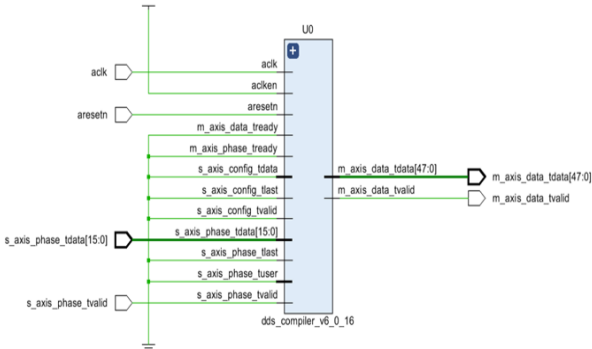 U0
aclk
aclk
aclken
aresetn
aresetn
m_axis_data_tready
m_axis_phase_tready
s_axis_config_tdata
m_axis_data_tdata[47:0]
m_axis_data_tdata[47:0]
s_axis_config_tlast
m_axis_data_tvalid
m_axis_data_tvalid
s_axis_config_tvalid
s_axis_phase_tdata[15:0]
s_axis_phase_tdata[15:0]
s_axis_phase_tlast
s_axis_phase_tuser
s_axis_phase_tvalid
s_axis_phase_tvalid
dds_compiler_v6_0_16